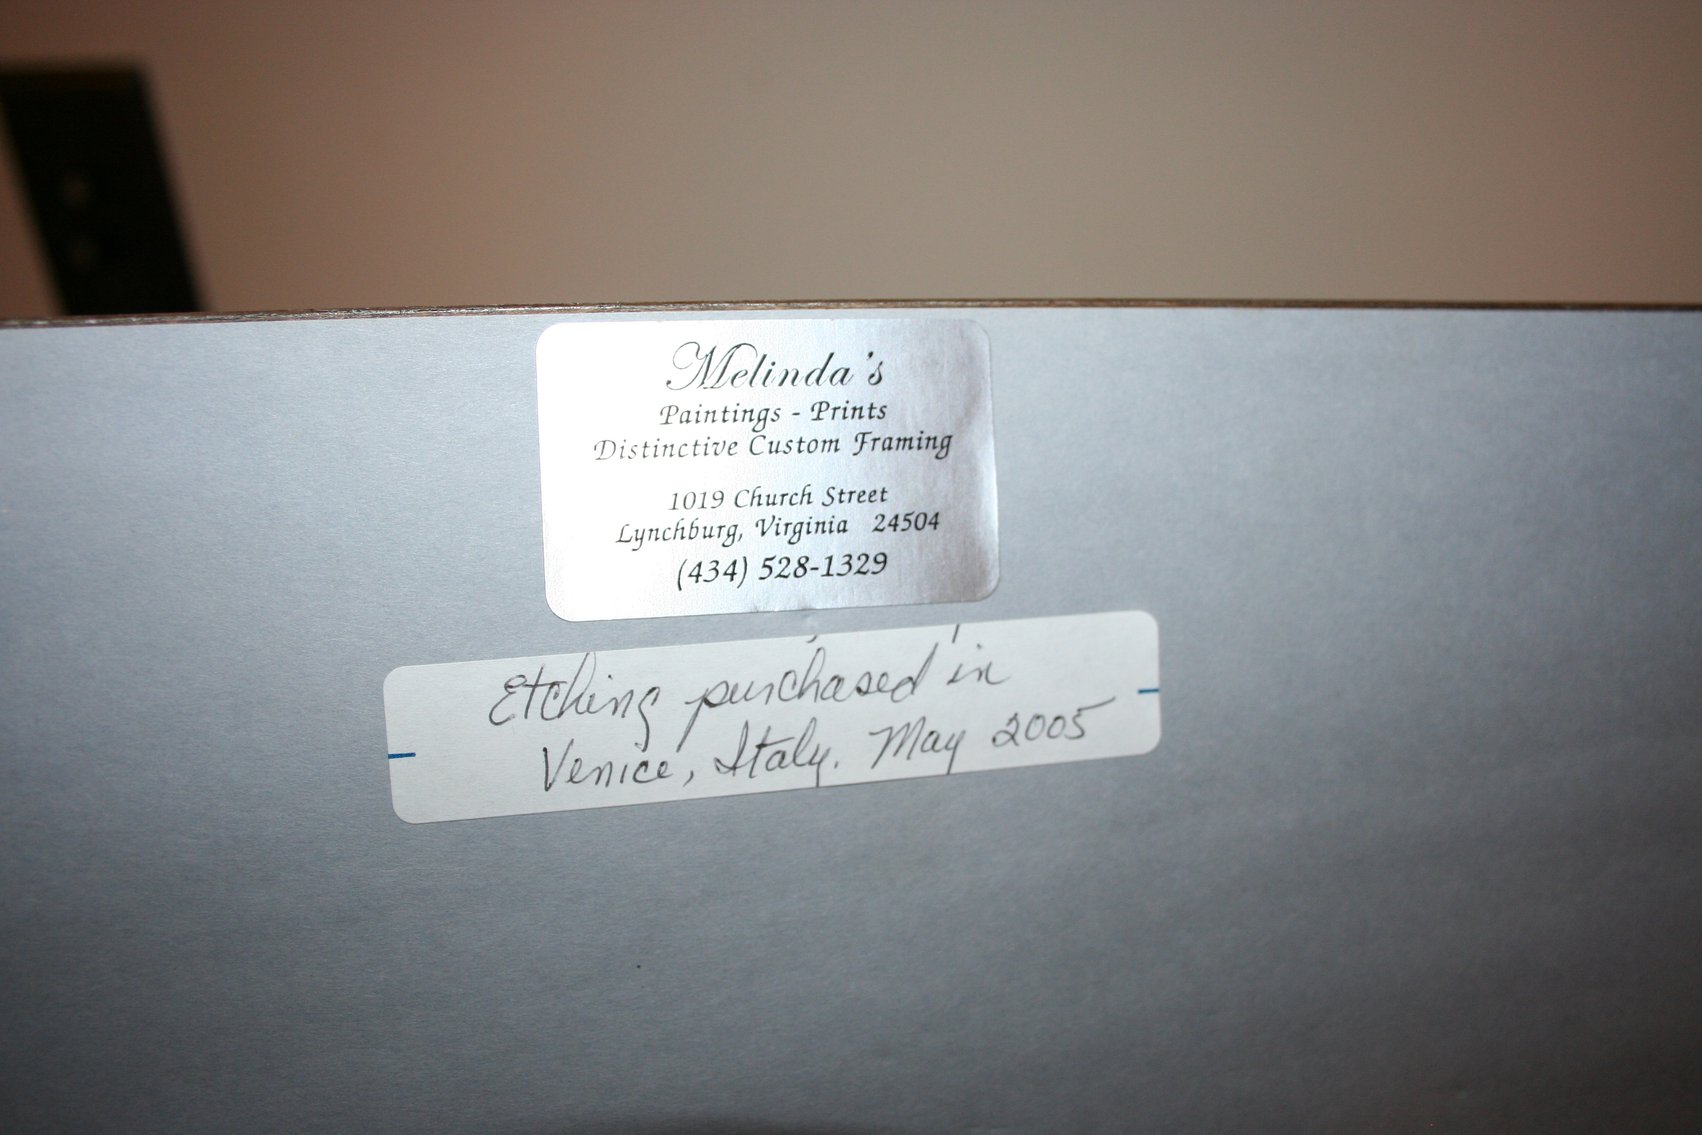 Melinda's
Paintings - Prints
Distinctive Custom Framing
1019 Church Street
Lynchburg, Virginia 24504
(434) 528-1329
Etching purchased in
Venice, Italy. May 2005